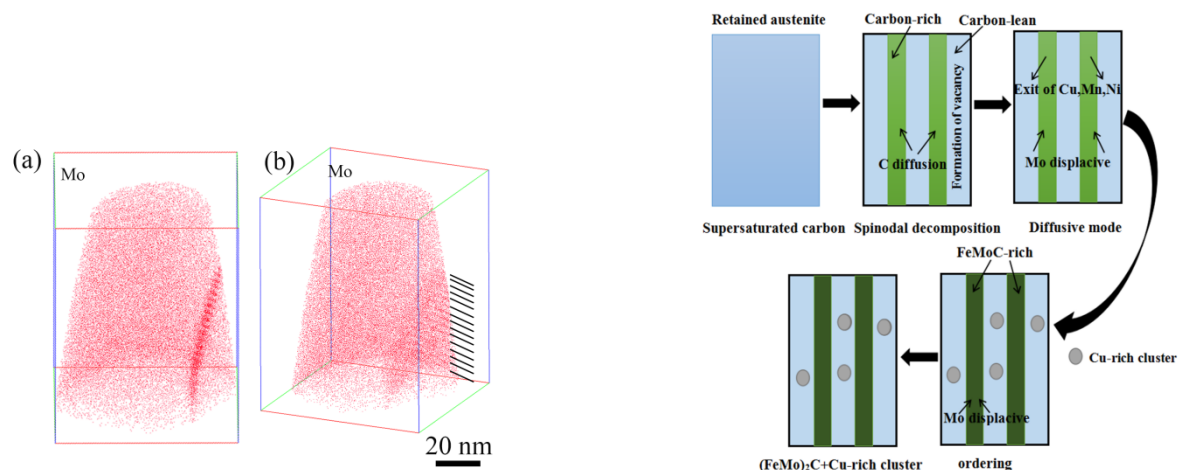 (a)
Mo
(b)
Mo
20 nm
Retained austenite
Carbon-rich
Carbon-lean
Formation of vacancy
C diffusion
Exit of Cu,Mn,Ni
Mo displacive
Supersaturated carbon
Spinodal decomposition
Diffusive mode
FeMoC-rich
Cu-rich cluster
Mo displacive
(FeMo)₂C+Cu-rich cluster
ordering